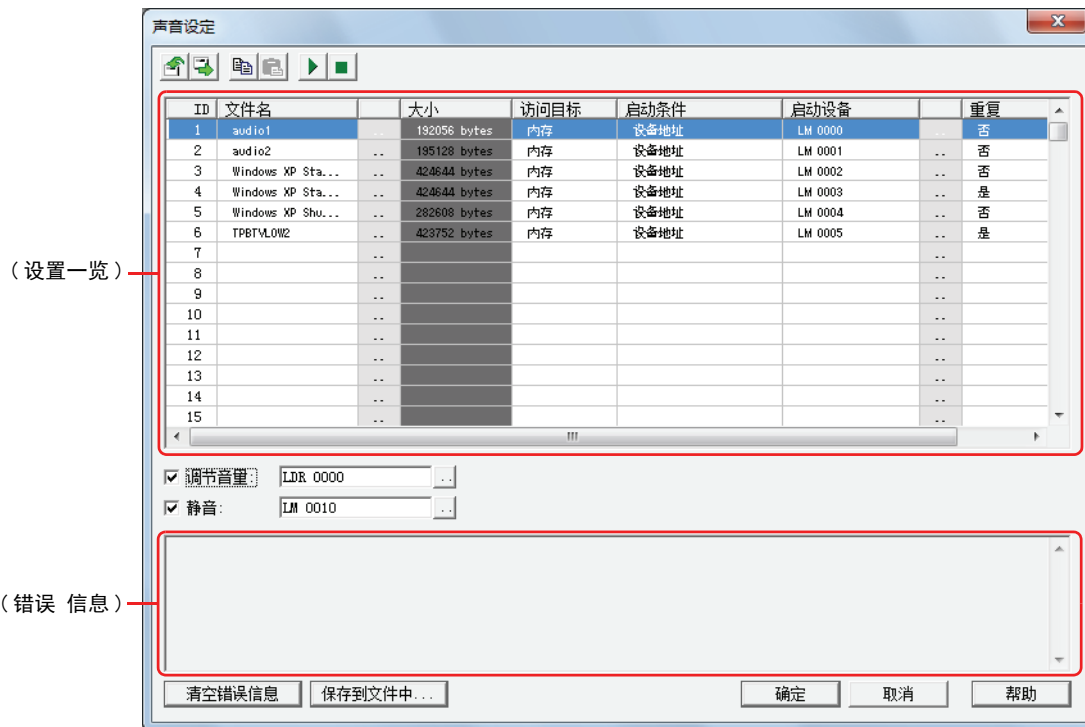 声音设定
ID 文件名 大小 访问目标 启动条件 启动设备 重复
1 audio1 .. 192056 bytes 内存 设备地址 LM 0000 .. 否
2 audio2 .. 195128 bytes 内存 设备地址 LM 0001 .. 否
3 Windows XP Sta... .. 424644 bytes 内存 设备地址 LM 0002 .. 否
4 Windows XP Sta... .. 424644 bytes 内存 设备地址 LM 0003 .. 是
5 Windows XP Shu... .. 282608 bytes 内存 设备地址 LM 0004 .. 否
6 TPBTVLOW2 .. 423752 bytes 内存 设备地址 LM 0005 .. 是
7 .. ..
(设置一览)
8 .. ..
9 .. ..
10 .. ..
11 .. ..
12 .. ..
13 .. ..
14 .. ..
15 .. ..
调节音量: LDR 0000 ..
静音: LM 0010 ..
(错误 信息)
清空错误信息 保存到文件中... 确定 取消 帮助